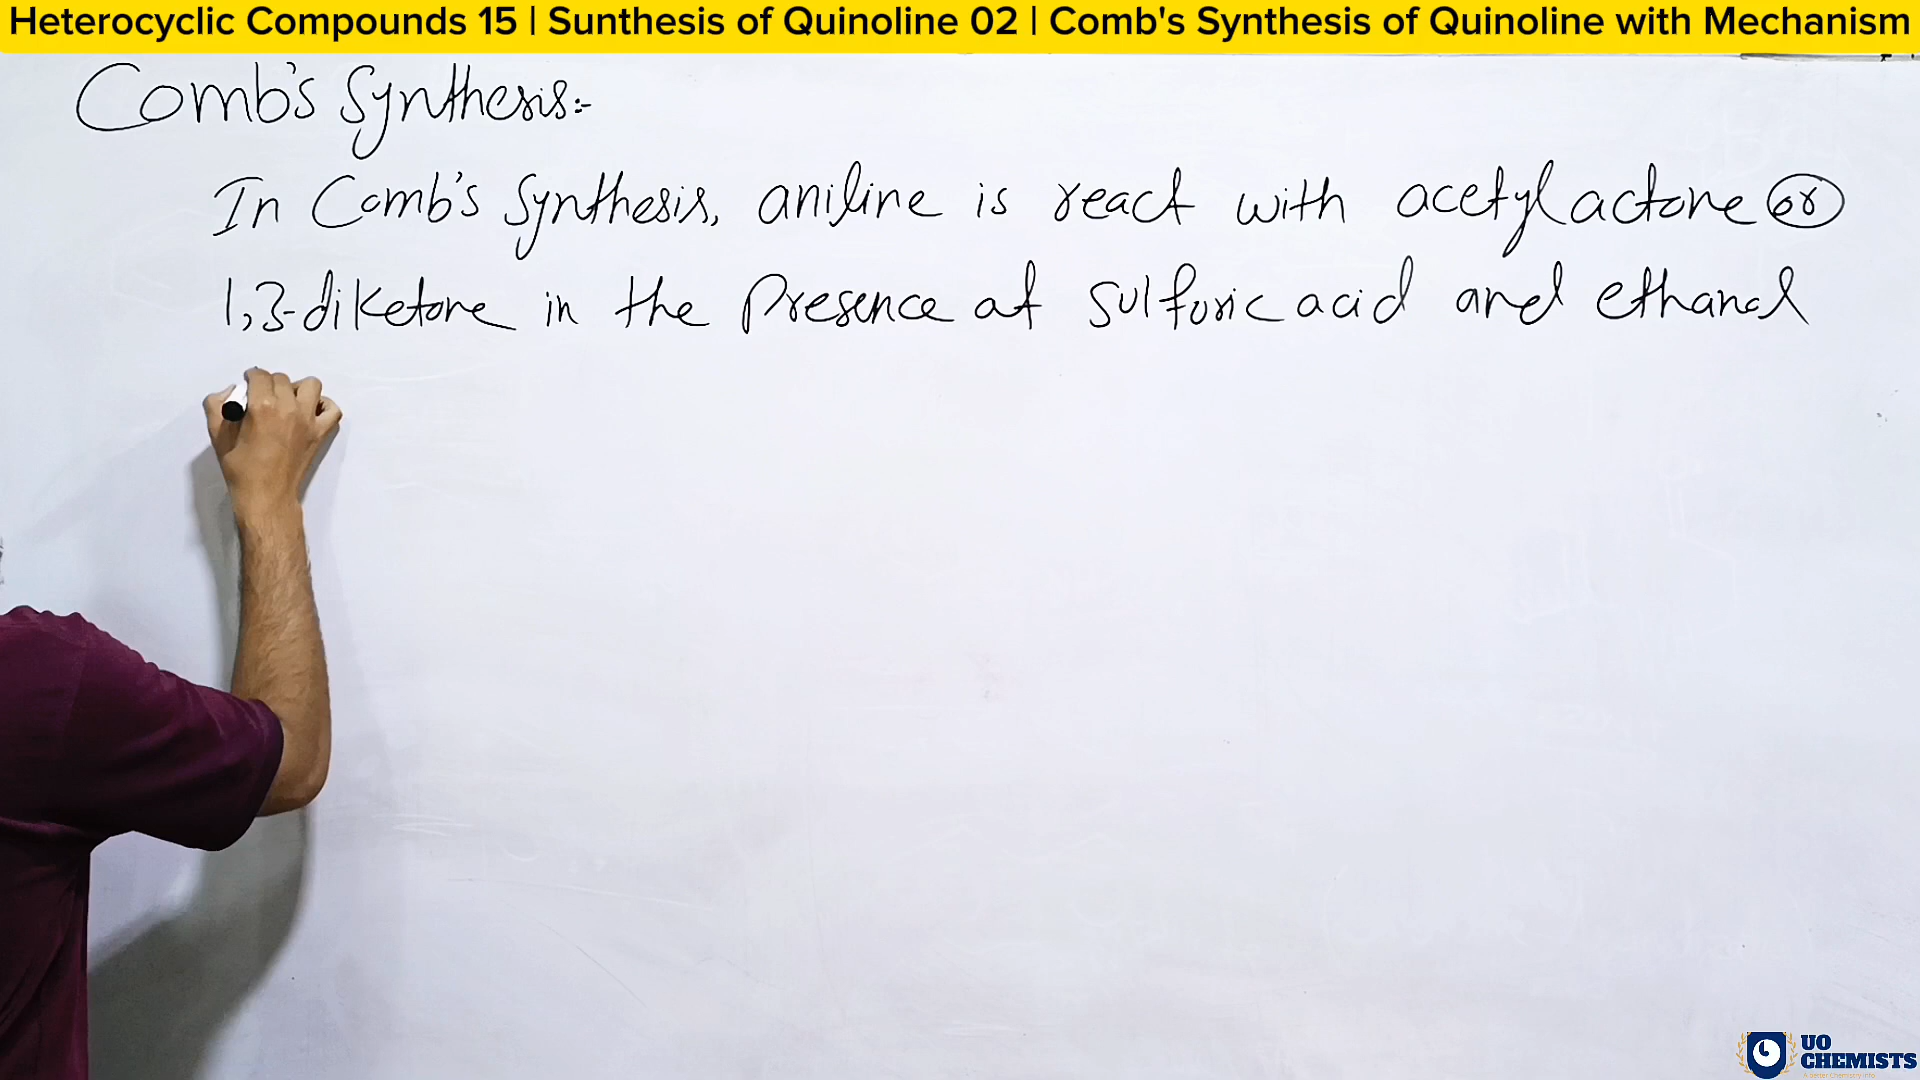 Heterocyclic Compounds 15 | Sunthesis of Quinoline 02 | Comb's Synthesis of Quinoline with Mechanism
Comb's Synthesis:-
In Comb's Synthesis, aniline is react with acetylactone or
1,3-diketone in the presence of sulfuric acid and ethanol
UO
CHEMISTS